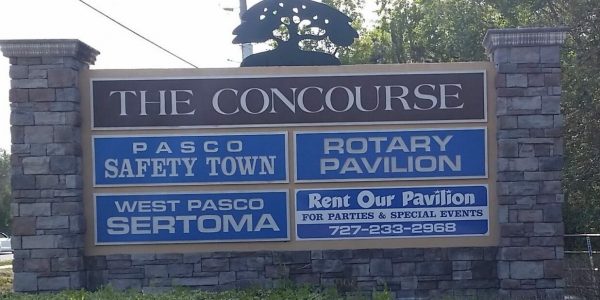 THE CONCOURSE
PASCO
SAFETY TOWN
ROTARY
PAVILION
WEST PASCO
SERTOMA
Rent Our Pavilion
FOR PARTIES & SPECIAL EVENTS
727-233-2968